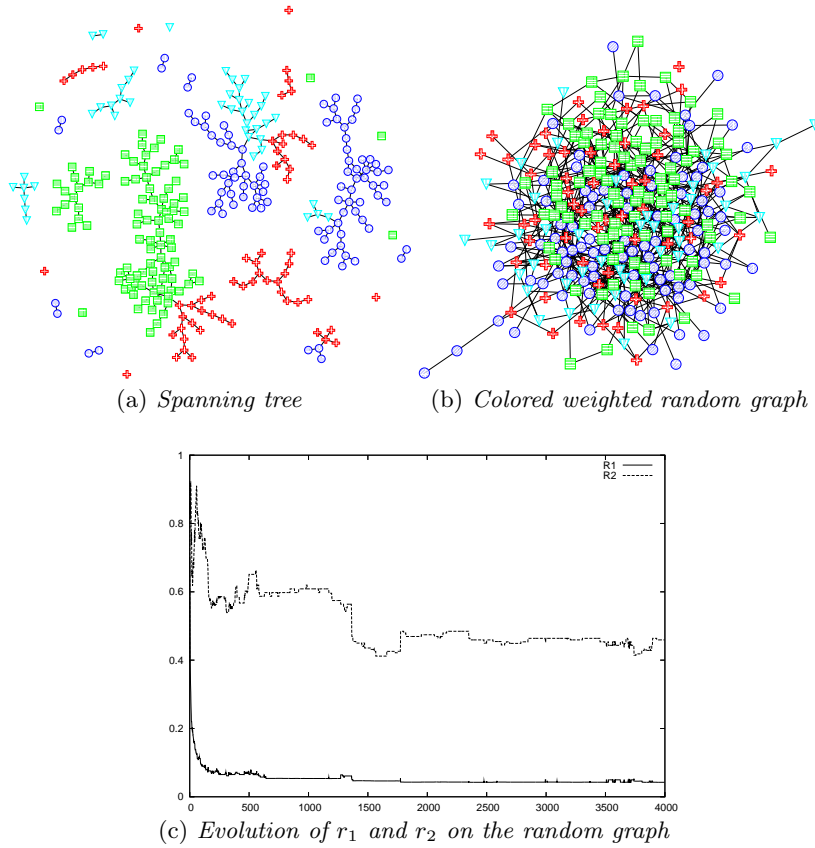 (a) Spanning tree
(b) Colored weighted random graph
1
R1
R2
0.8
0.6
0.4
0.2
0
0 500 1000 1500 2000 2500 3000 3500 4000
(c) Evolution of r₁ and r₂ on the random graph